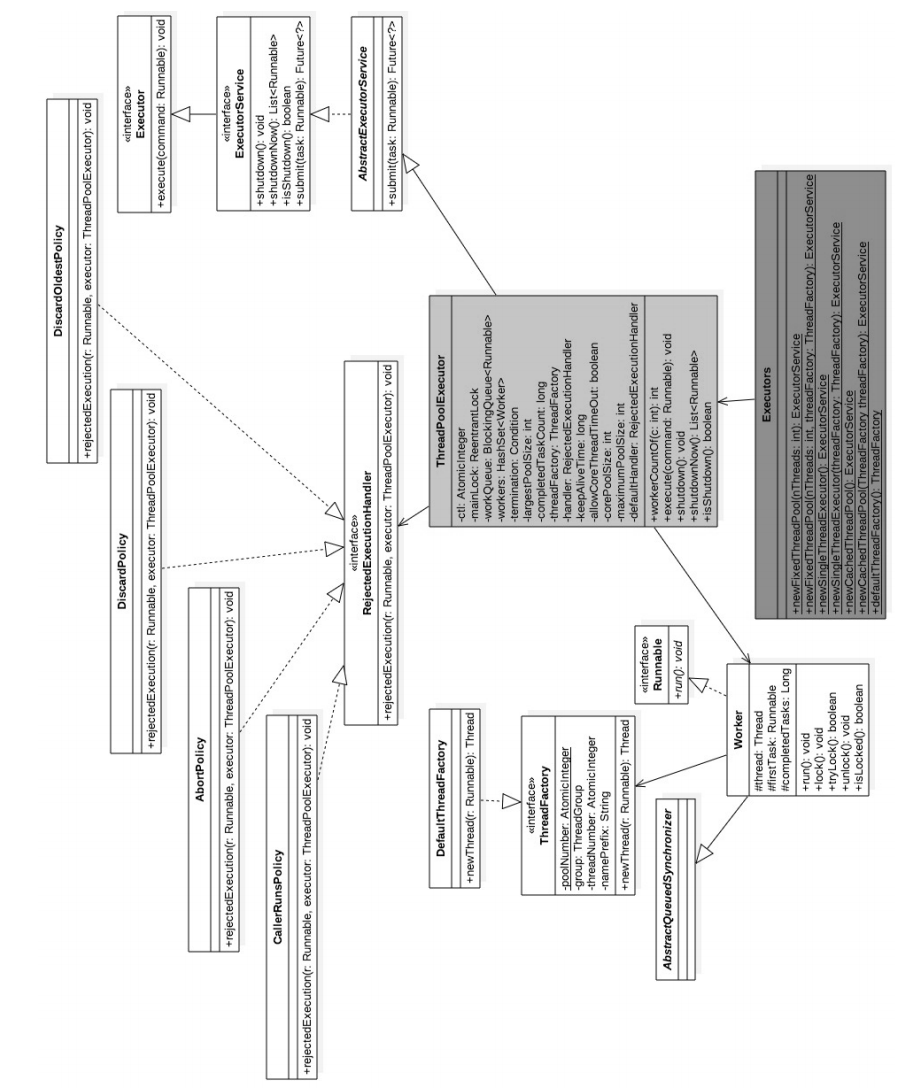 «interface»
Executor
+execute(command: Runnable): void
«interface»
ExecutorService
+shutdown(): void
+shutdownNow(): List<Runnable>
+isShutdown(): boolean
+submit(task: Runnable): Future<?>
AbstractExecutorService
+submit(task: Runnable): Future<?>
DiscardOldestPolicy
+rejectedExecution(r: Runnable, executor: ThreadPoolExecutor): void
DiscardPolicy
+rejectedExecution(r: Runnable, executor: ThreadPoolExecutor): void
AbortPolicy
+rejectedExecution(r: Runnable, executor: ThreadPoolExecutor): void
CallerRunsPolicy
+rejectedExecution(r: Runnable, executor: ThreadPoolExecutor): void
«interface»
RejectedExecutionHandler
+rejectedExecution(r: Runnable, executor: ThreadPoolExecutor): void
ThreadPoolExecutor
-ctl: AtomicInteger
-mainLock: ReentrantLock
-workQueue: BlockingQueue<Runnable>
-workers: HashSet<Worker>
-termination: Condition
-largestPoolSize: int
-completedTaskCount: long
-threadFactory: ThreadFactory
-handler: RejectedExecutionHandler
-keepAliveTime: long
-allowCoreThreadTimeOut: boolean
-corePoolSize: int
-maximumPoolSize: int
-defaultHandler: RejectedExecutionHandler
+workerCountOf(c: int): int
+execute(command: Runnable): void
+shutdown(): void
+shutdownNow(): List<Runnable>
+isShutdown(): boolean
Executors
+newFixedThreadPool(nThreads: int): ExecutorService
+newFixedThreadPool(nThreads: int, threadFactory: ThreadFactory): ExecutorService
+newSingleThreadExecutor(): ExecutorService
+newSingleThreadExecutor(threadFactory: ThreadFactory): ExecutorService
+newCachedThreadPool(): ExecutorService
+newCachedThreadPool(ThreadFactory threadFactory): ExecutorService
+defaultThreadFactory(): ThreadFactory
DefaultThreadFactory
+newThread(r: Runnable): Thread
«interface»
ThreadFactory
-poolNumber: AtomicInteger
-group: ThreadGroup
-threadNumber: AtomicInteger
-namePrefix: String
+newThread(r: Runnable): Thread
«interface»
Runnable
+run(): void
Worker
#thread: Thread
#firstTask: Runnable
#completedTasks: Long
+run(): void
+lock(): void
+tryLock(): boolean
+unlock(): void
+isLocked(): boolean
AbstractQueuedSynchronizer